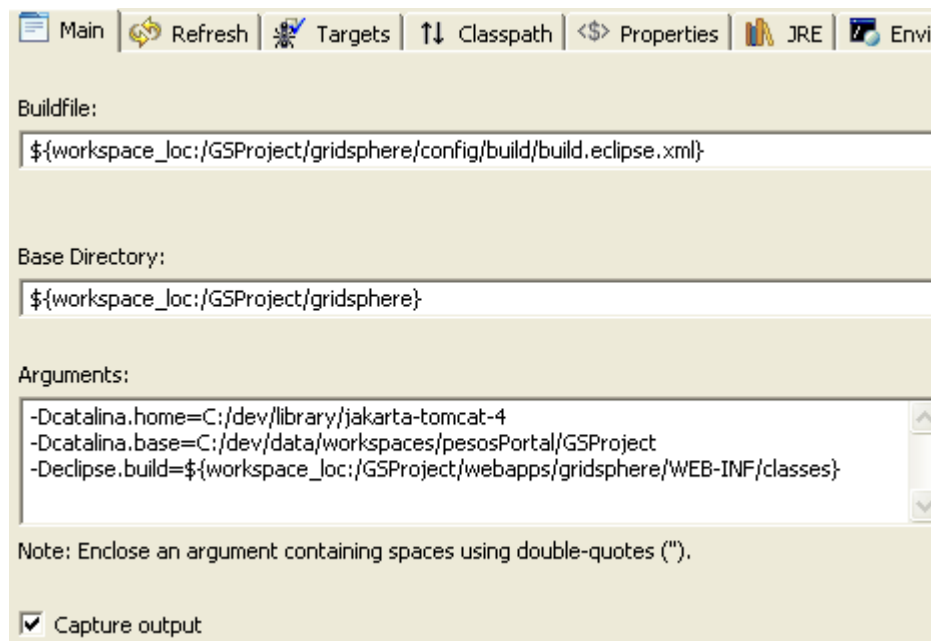 Main Refresh Targets Classpath <$> Properties JRE Envi
Buildfile:
${workspace_loc:/GSProject/gridsphere/config/build/build.eclipse.xml}
Base Directory:
${workspace_loc:/GSProject/gridsphere}
Arguments:
-Dcatalina.home=C:/dev/library/jakarta-tomcat-4
-Dcatalina.base=C:/dev/data/workspaces/pesosPortal/GSProject
-Declipse.build=${workspace_loc:/GSProject/webapps/gridsphere/WEB-INF/classes}
Note: Enclose an argument containing spaces using double-quotes (").
Capture output